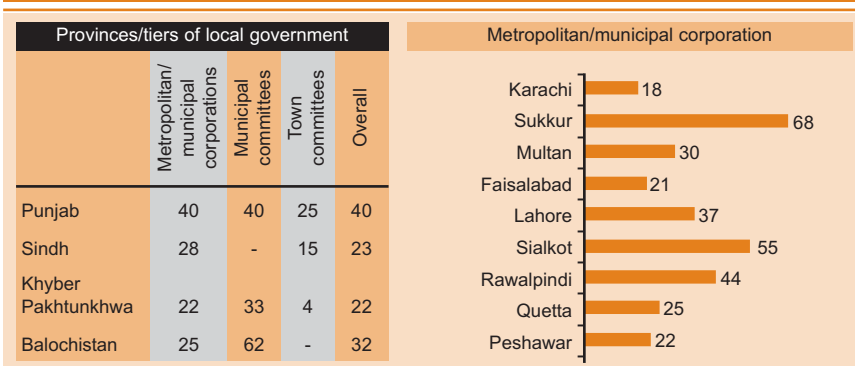 Provinces/tiers of local government
Metropolitan/
municipal
corporations
Municipal
committees
Town
committees
Overall
Punjab 40 40 25 40
Sindh 28 - 15 23
Khyber
Pakhtunkhwa 22 33 4 22
Balochistan 25 62 - 32
Metropolitan/municipal corporation
Karachi 18
Sukkur 68
Multan 30
Faisalabad 21
Lahore 37
Sialkot 55
Rawalpindi 44
Quetta 25
Peshawar 22